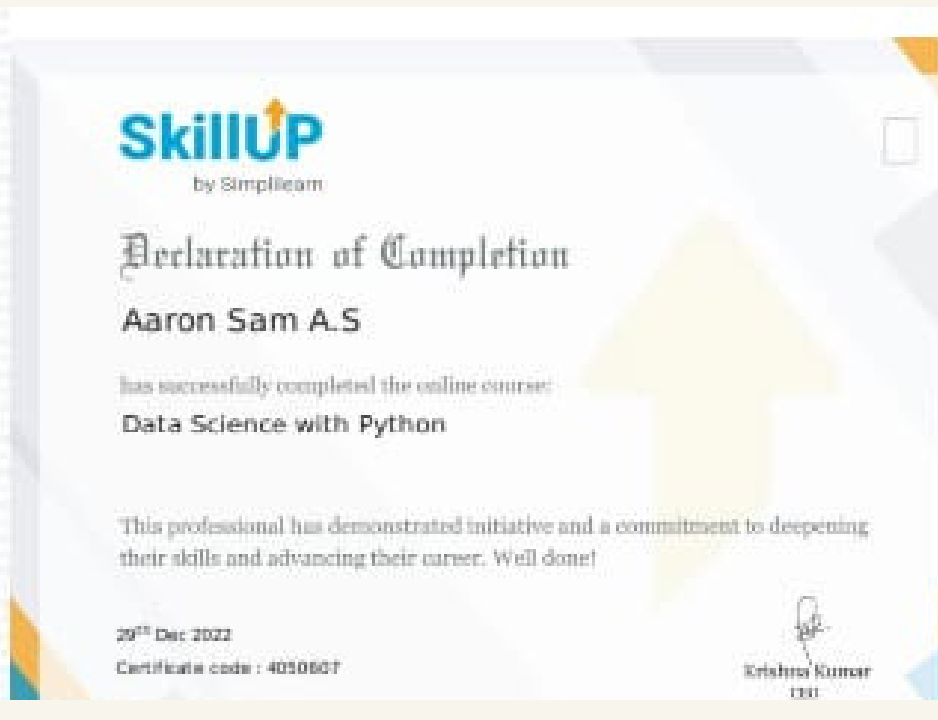 SkillUP
by Simplilearn
Declaration of Completion
Aaron Sam A.S
has successfully completed the online course:
Data Science with Python
This professional has demonstrated initiative and a commitment to deepening
their skills and advancing their career. Well done!
29th Dec 2022
Certificate code : 4050607
Krishna Kumar
CEO